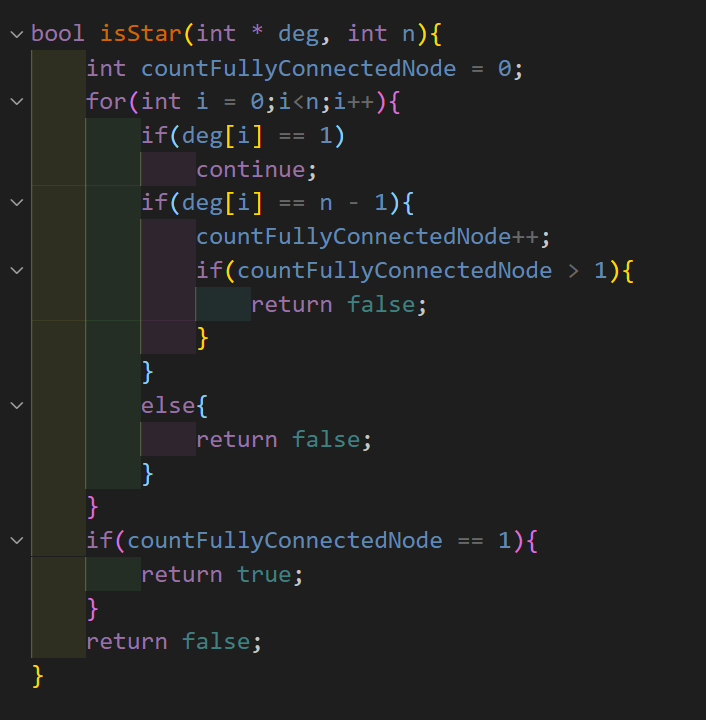 bool isStar(int * deg, int n){
    int countFullyConnectedNode = 0;
    for(int i = 0;i<n;i++){
        if(deg[i] == 1)
            continue;
        if(deg[i] == n - 1){
            countFullyConnectedNode++;
            if(countFullyConnectedNode > 1){
                return false;
            }
        }
        else{
            return false;
        }
    }
    if(countFullyConnectedNode == 1){
        return true;
    }
    return false;
}